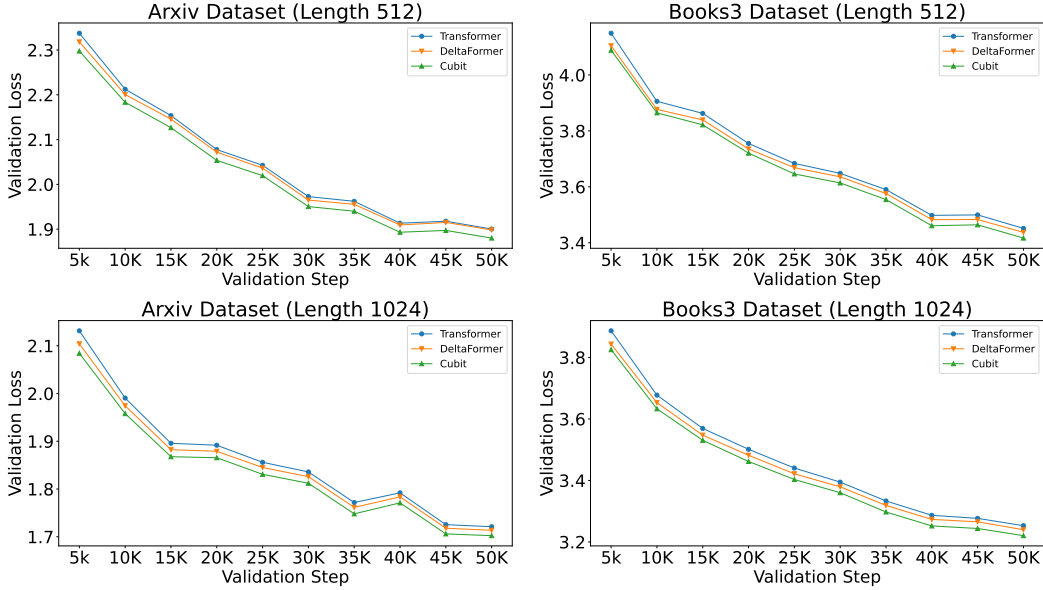 Arxiv Dataset (Length 512)
Validation Loss
2.3
2.2
2.1
2.0
1.9
Transformer
DeltaFormer
Cubit
5k 10K 15K 20K 25K 30K 35K 40K 45K 50K
Validation Step
Books3 Dataset (Length 512)
Validation Loss
4.0
3.8
3.6
3.4
Transformer
DeltaFormer
Cubit
5k 10K 15K 20K 25K 30K 35K 40K 45K 50K
Validation Step
Arxiv Dataset (Length 1024)
Validation Loss
2.1
2.0
1.9
1.8
1.7
Transformer
DeltaFormer
Cubit
5k 10K 15K 20K 25K 30K 35K 40K 45K 50K
Validation Step
Books3 Dataset (Length 1024)
Validation Loss
3.8
3.6
3.4
3.2
Transformer
DeltaFormer
Cubit
5k 10K 15K 20K 25K 30K 35K 40K 45K 50K
Validation Step